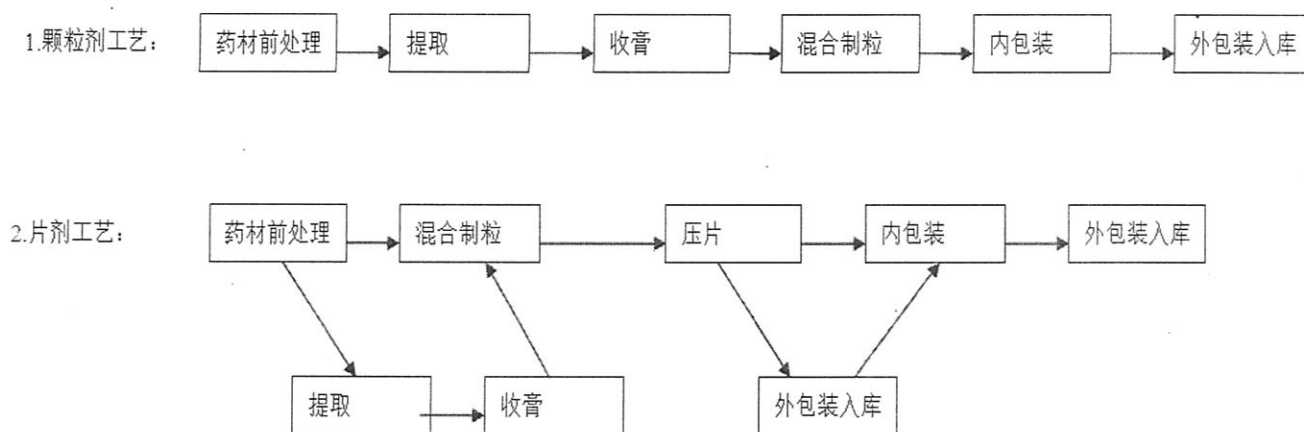 1.颗粒剂工艺： 药材前处理 提取 收膏 混合制粒 内包装 外包装入库
2.片剂工艺： 药材前处理 混合制粒 压片 内包装 外包装入库
提取 收膏 外包装入库